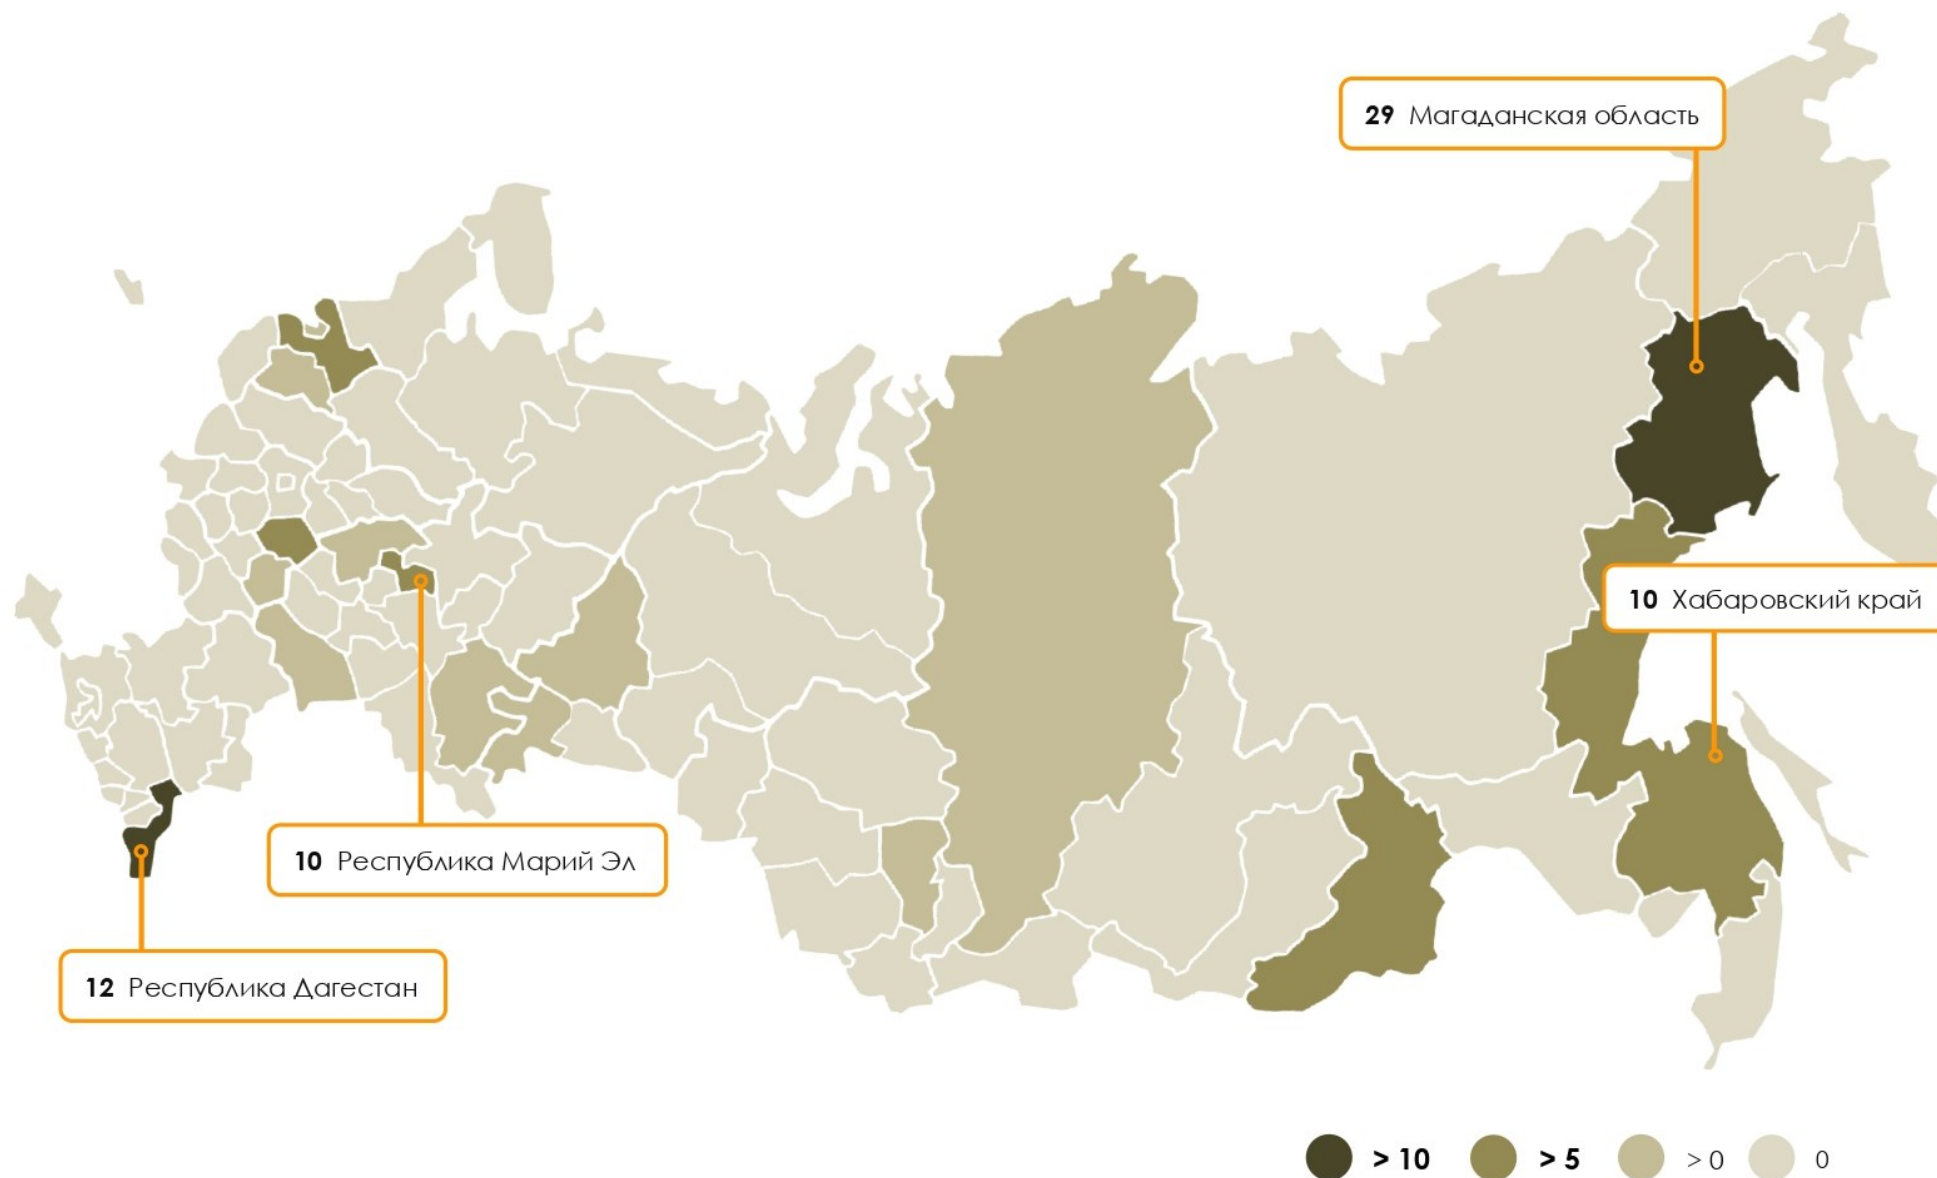 29 Магаданская область
10 Хабаровский край
10 Республика Марий Эл
12 Республика Дагестан
> 10 > 5 > 0 0